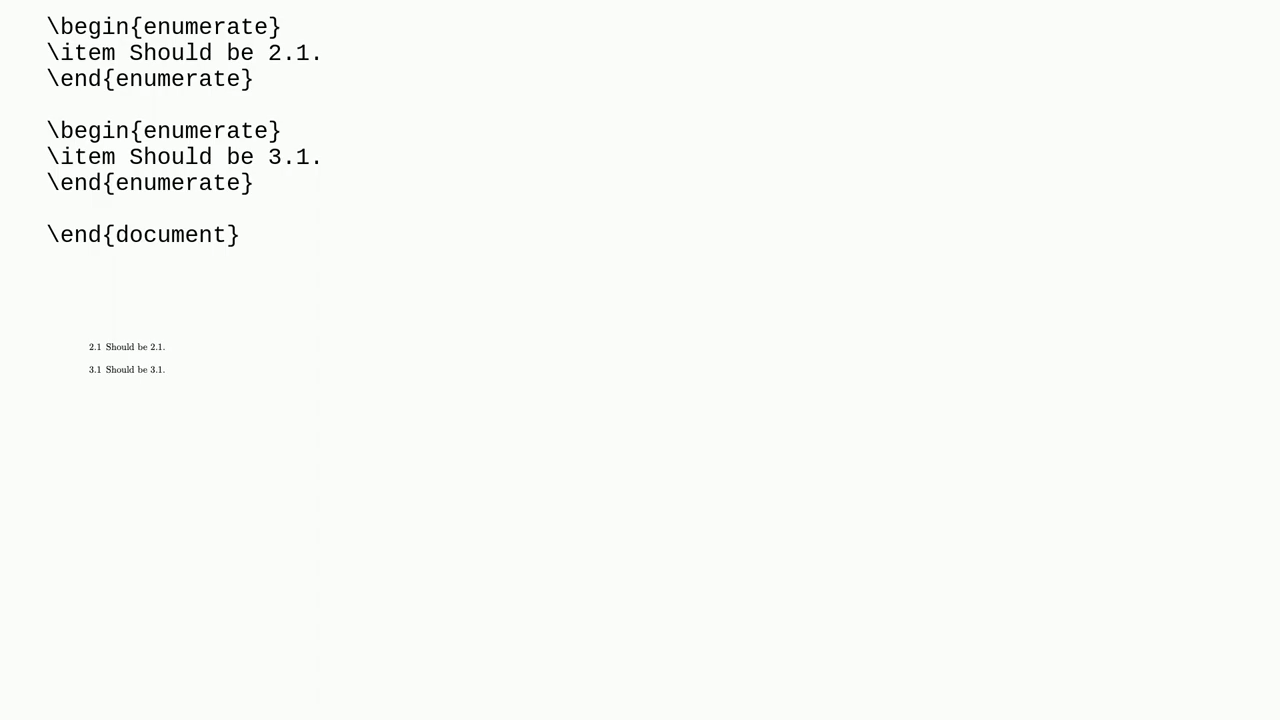 \begin{enumerate}
\item Should be 2.1.
\end{enumerate}
\begin{enumerate}
\item Should be 3.1.
\end{enumerate}
\end{document}
2.1 Should be 2.1.
3.1 Should be 3.1.